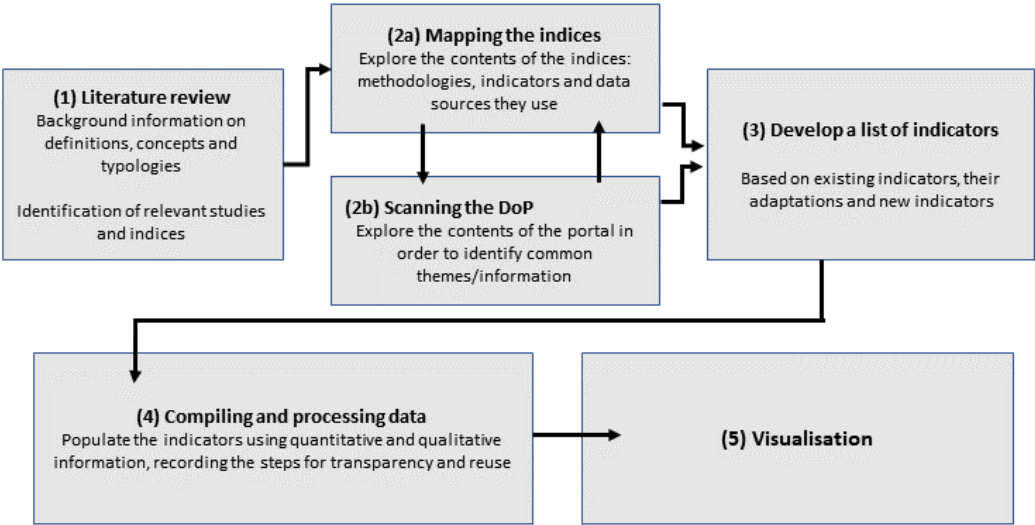 (1) Literature review
Background information on
definitions, concepts and
typologies
Identification of relevant studies
and indices
(2a) Mapping the indices
Explore the contents of the indices:
methodologies, indicators and data
sources they use
(2b) Scanning the DoP
Explore the contents of the portal in
order to identify common
themes/information
(3) Develop a list of indicators
Based on existing indicators, their
adaptations and new indicators
(4) Compiling and processing data
Populate the indicators using quantitative and qualitative
information, recording the steps for transparency and reuse
(5) Visualisation